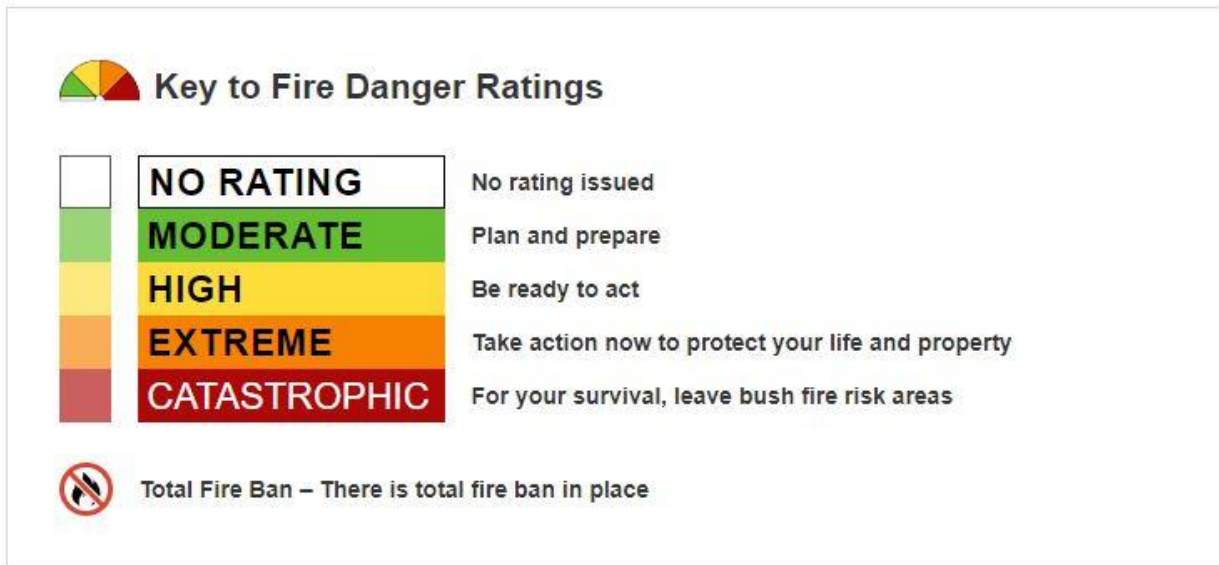 Key to Fire Danger Ratings
NO RATING No rating issued
MODERATE Plan and prepare
HIGH Be ready to act
EXTREME Take action now to protect your life and property
CATASTROPHIC For your survival, leave bush fire risk areas
Total Fire Ban – There is total fire ban in place